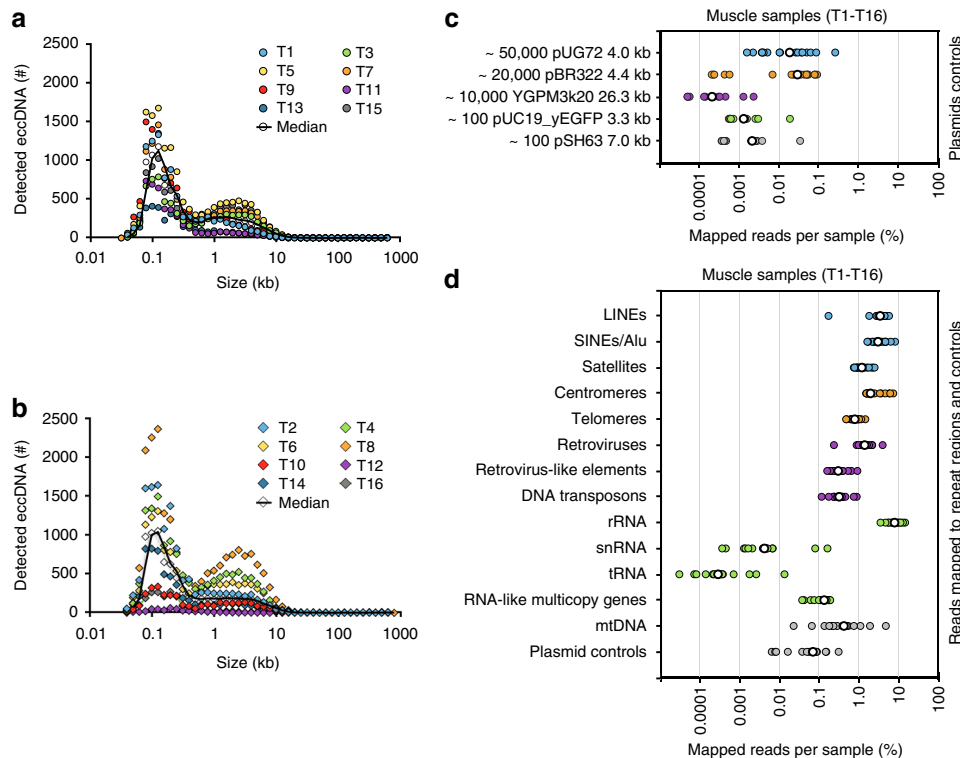 a
2500
2000
1500
1000
500
0
Detected eccDNA (#)
T1 T3
T5 T7
T9 T11
T13 T15
Median
0.01 0.1 1 10 100 1000
Size (kb)
b
2500
2000
1500
1000
500
0
Detected eccDNA (#)
T2 T4
T6 T8
T10 T12
T14 T16
Median
0.01 0.1 1 10 100 1000
Size (kb)
c
Muscle samples (T1-T16)
~ 50,000 pUG72 4.0 kb
~ 20,000 pBR322 4.4 kb
~ 10,000 YGPM3k20 26.3 kb
~ 100 pUC19_yEGFP 3.3 kb
~ 100 pSH63 7.0 kb
Plasmids controls
0.0001 0.001 0.01 0.1 1.0 10 100
Mapped reads per sample (%)
d
Muscle samples (T1-T16)
LINEs
SINEs/Alu
Satellites
Centromeres
Telomeres
Retroviruses
Retrovirus-like elements
DNA transposons
rRNA
snRNA
tRNA
RNA-like multicopy genes
mtDNA
Plasmid controls
Reads mapped to repeat regions and controls
0.0001 0.001 0.01 0.1 1.0 10 100
Mapped reads per sample (%)